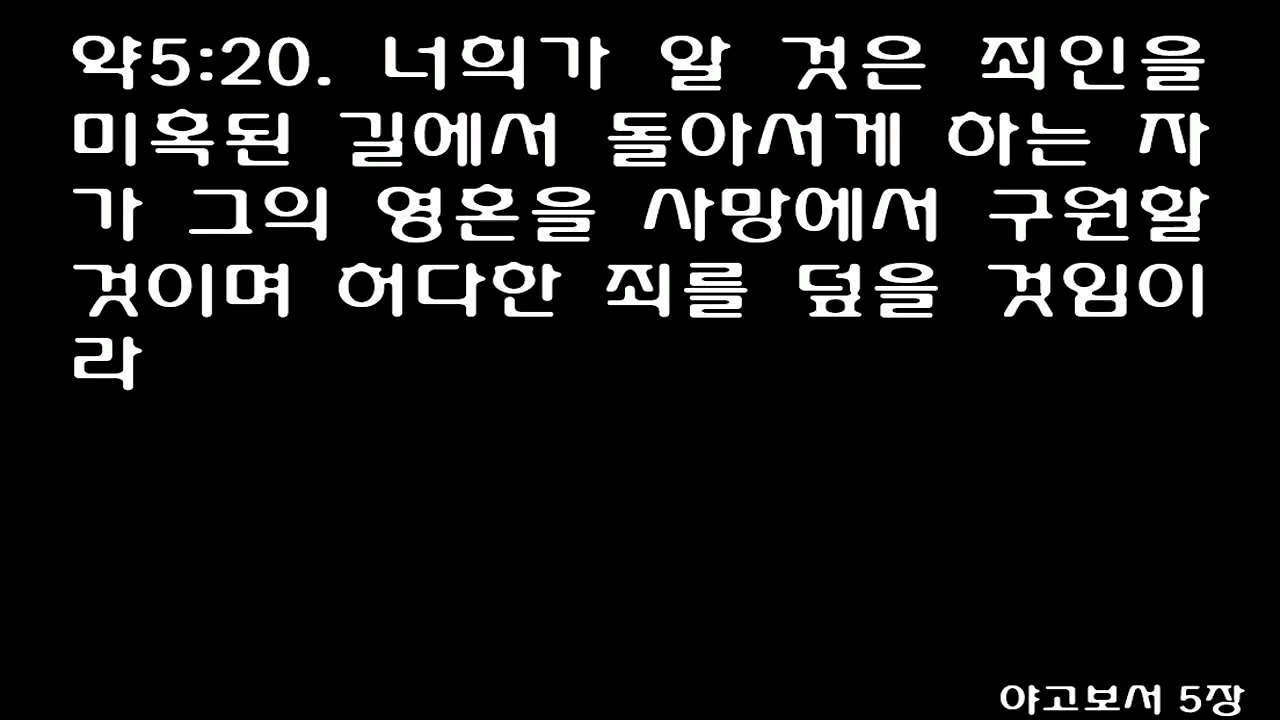 약5:20. 너희가 알 것은 죄인을
미혹된 길에서 돌아서게 하는 자
가 그의 영혼을 사망에서 구원할
것이며 허다한 죄를 덮을 것임이
라
야고보서 5장